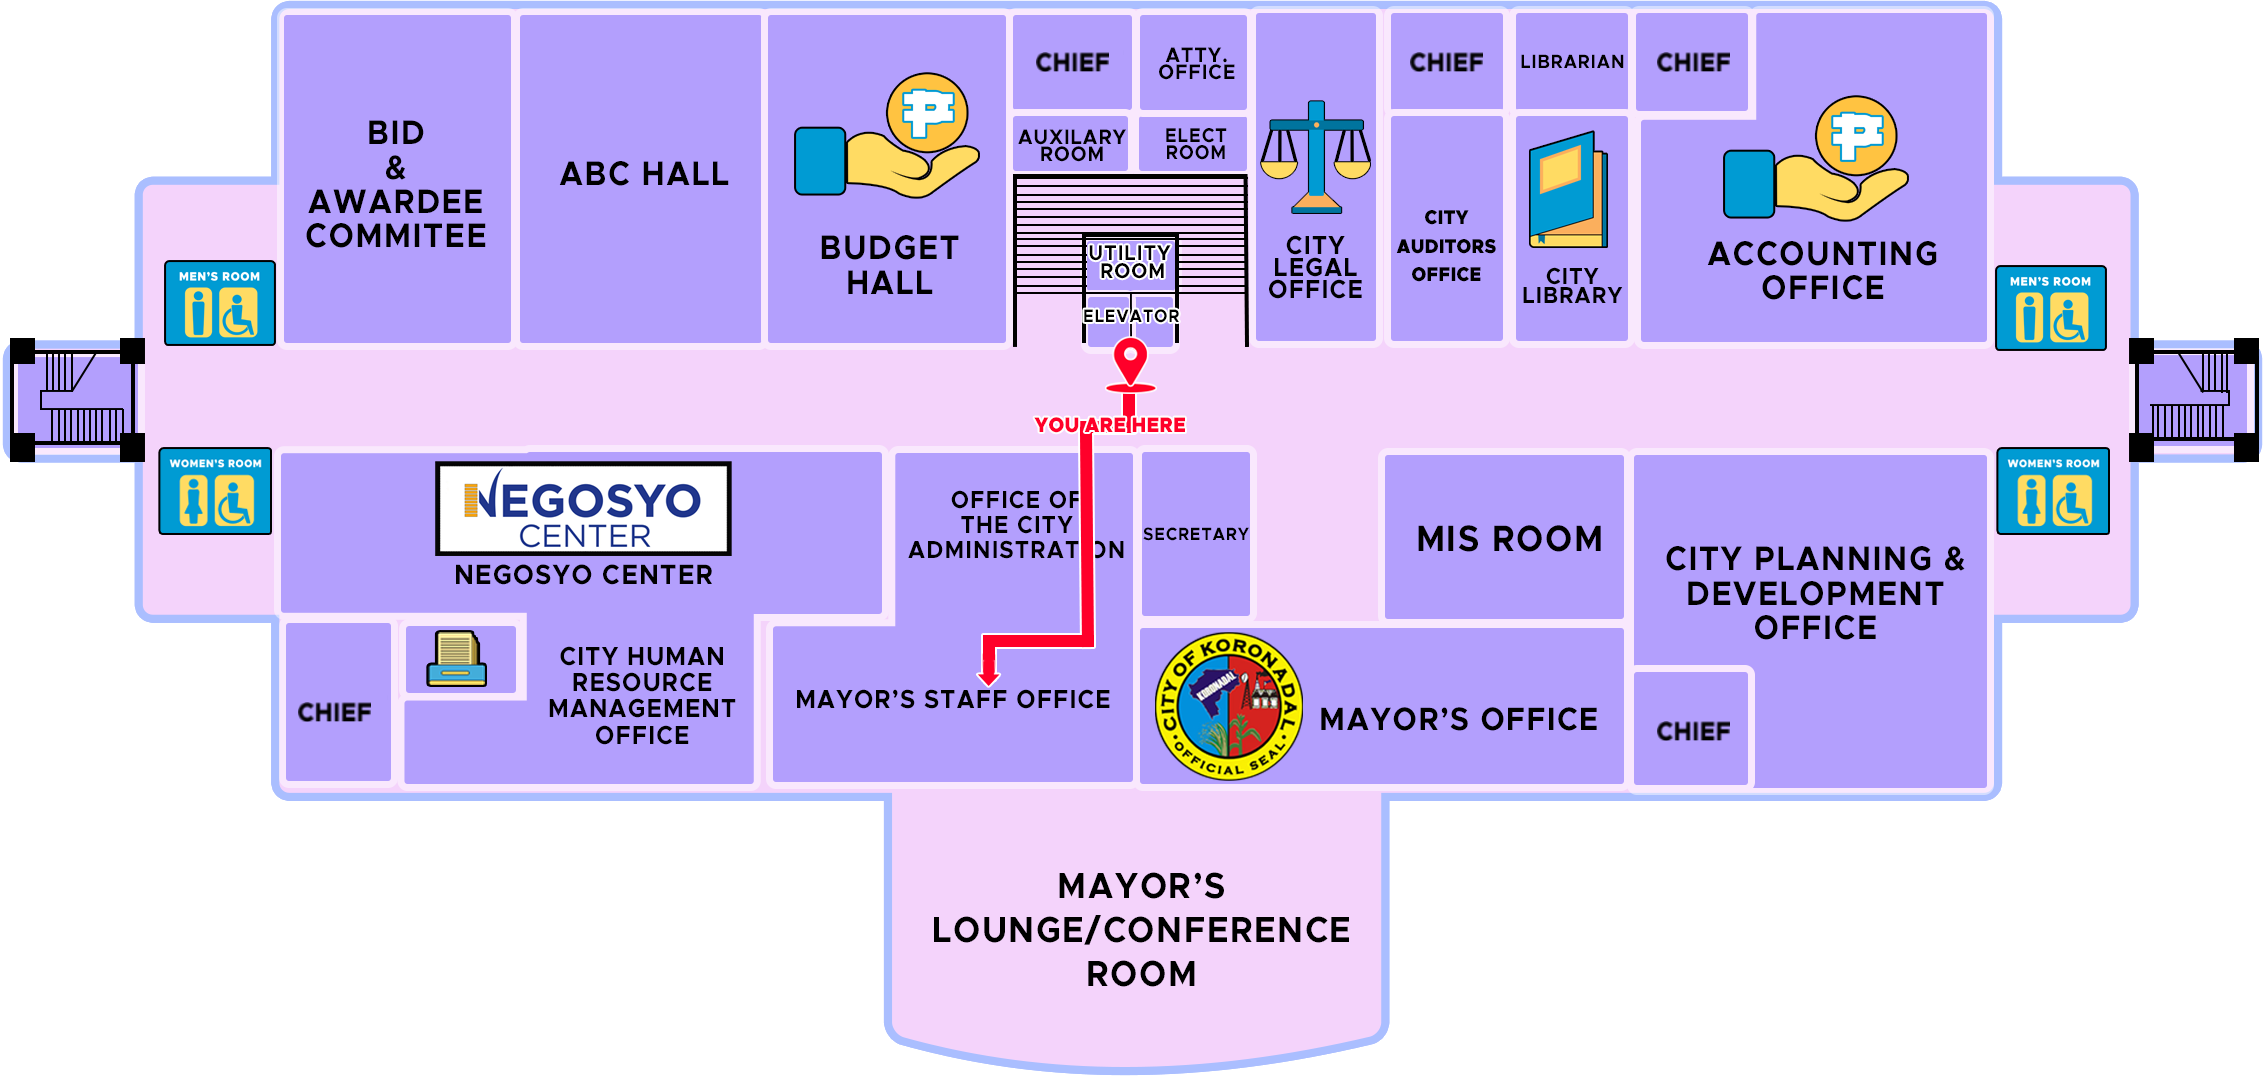 BID
&
AWARDEE
COMMITEE
ABC HALL
BUDGET
HALL
CHIEF
ATTY.
OFFICE
AUXILARY
ROOM
ELECT
ROOM
UTILITY
ROOM
ELEVATOR
CITY
LEGAL
OFFICE
CHIEF
CITY
AUDITORS
OFFICE
LIBRARIAN
CITY
LIBRARY
CHIEF
ACCOUNTING
OFFICE
MEN'S ROOM
MEN'S ROOM
YOU ARE HERE
WOMEN'S ROOM
NEGOSYO
CENTER
NEGOSYO CENTER
OFFICE OF
THE CITY
ADMINISTRATION
SECRETARY
MIS ROOM
CITY PLANNING &
DEVELOPMENT
OFFICE
WOMEN'S ROOM
CHIEF
CITY HUMAN
RESOURCE
MANAGEMENT
OFFICE
MAYOR'S STAFF OFFICE
CITY OF KORONADAL
KORONADAL
OFFICIAL SEAL
MAYOR'S OFFICE
CHIEF
MAYOR'S
LOUNGE/CONFERENCE
ROOM